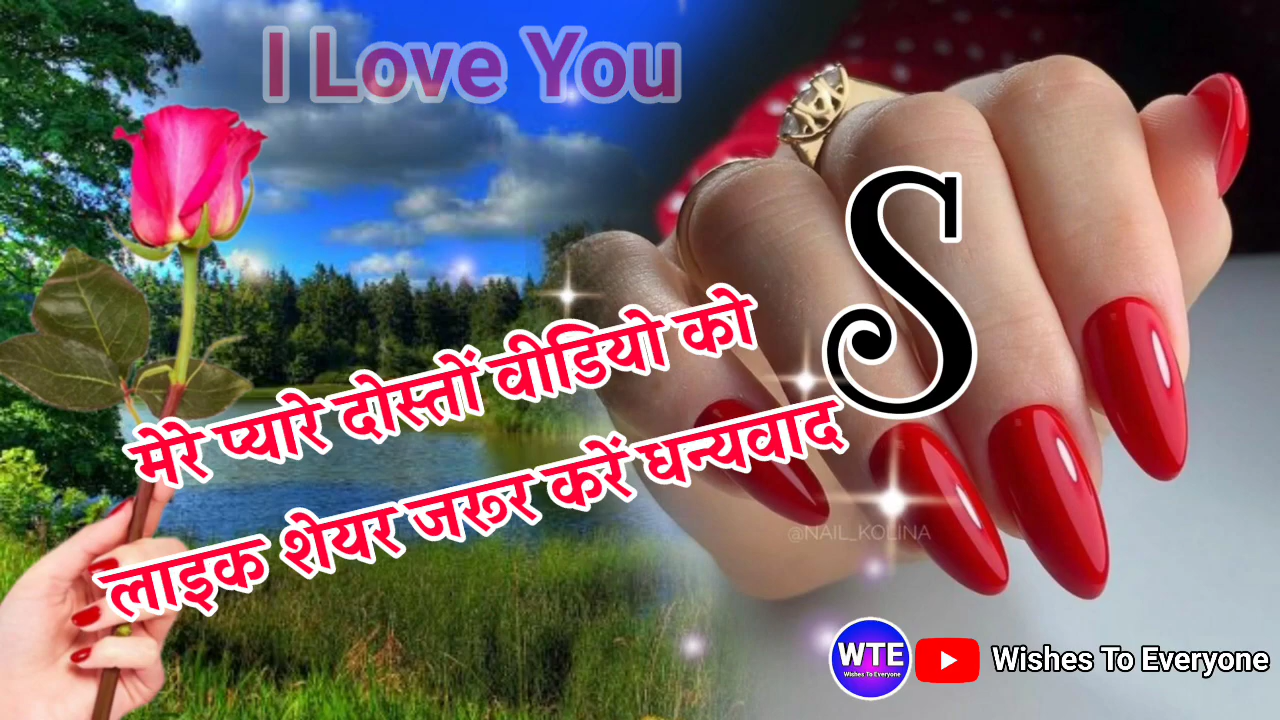 I Love You
S
मेरे प्यारे दोस्तों वीडियो को
लाइक शेयर जरूर करें धन्यवाद
@NAIL_KOLINA
WTE
Wishes To Everyone
Wishes To Everyone